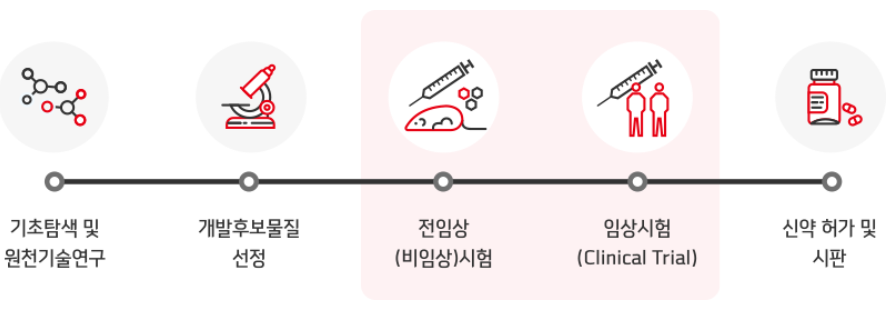 기초탐색 및
원천기술연구
개발후보물질
선정
전임상
(비임상)시험
임상시험
(Clinical Trial)
신약 허가 및
시판